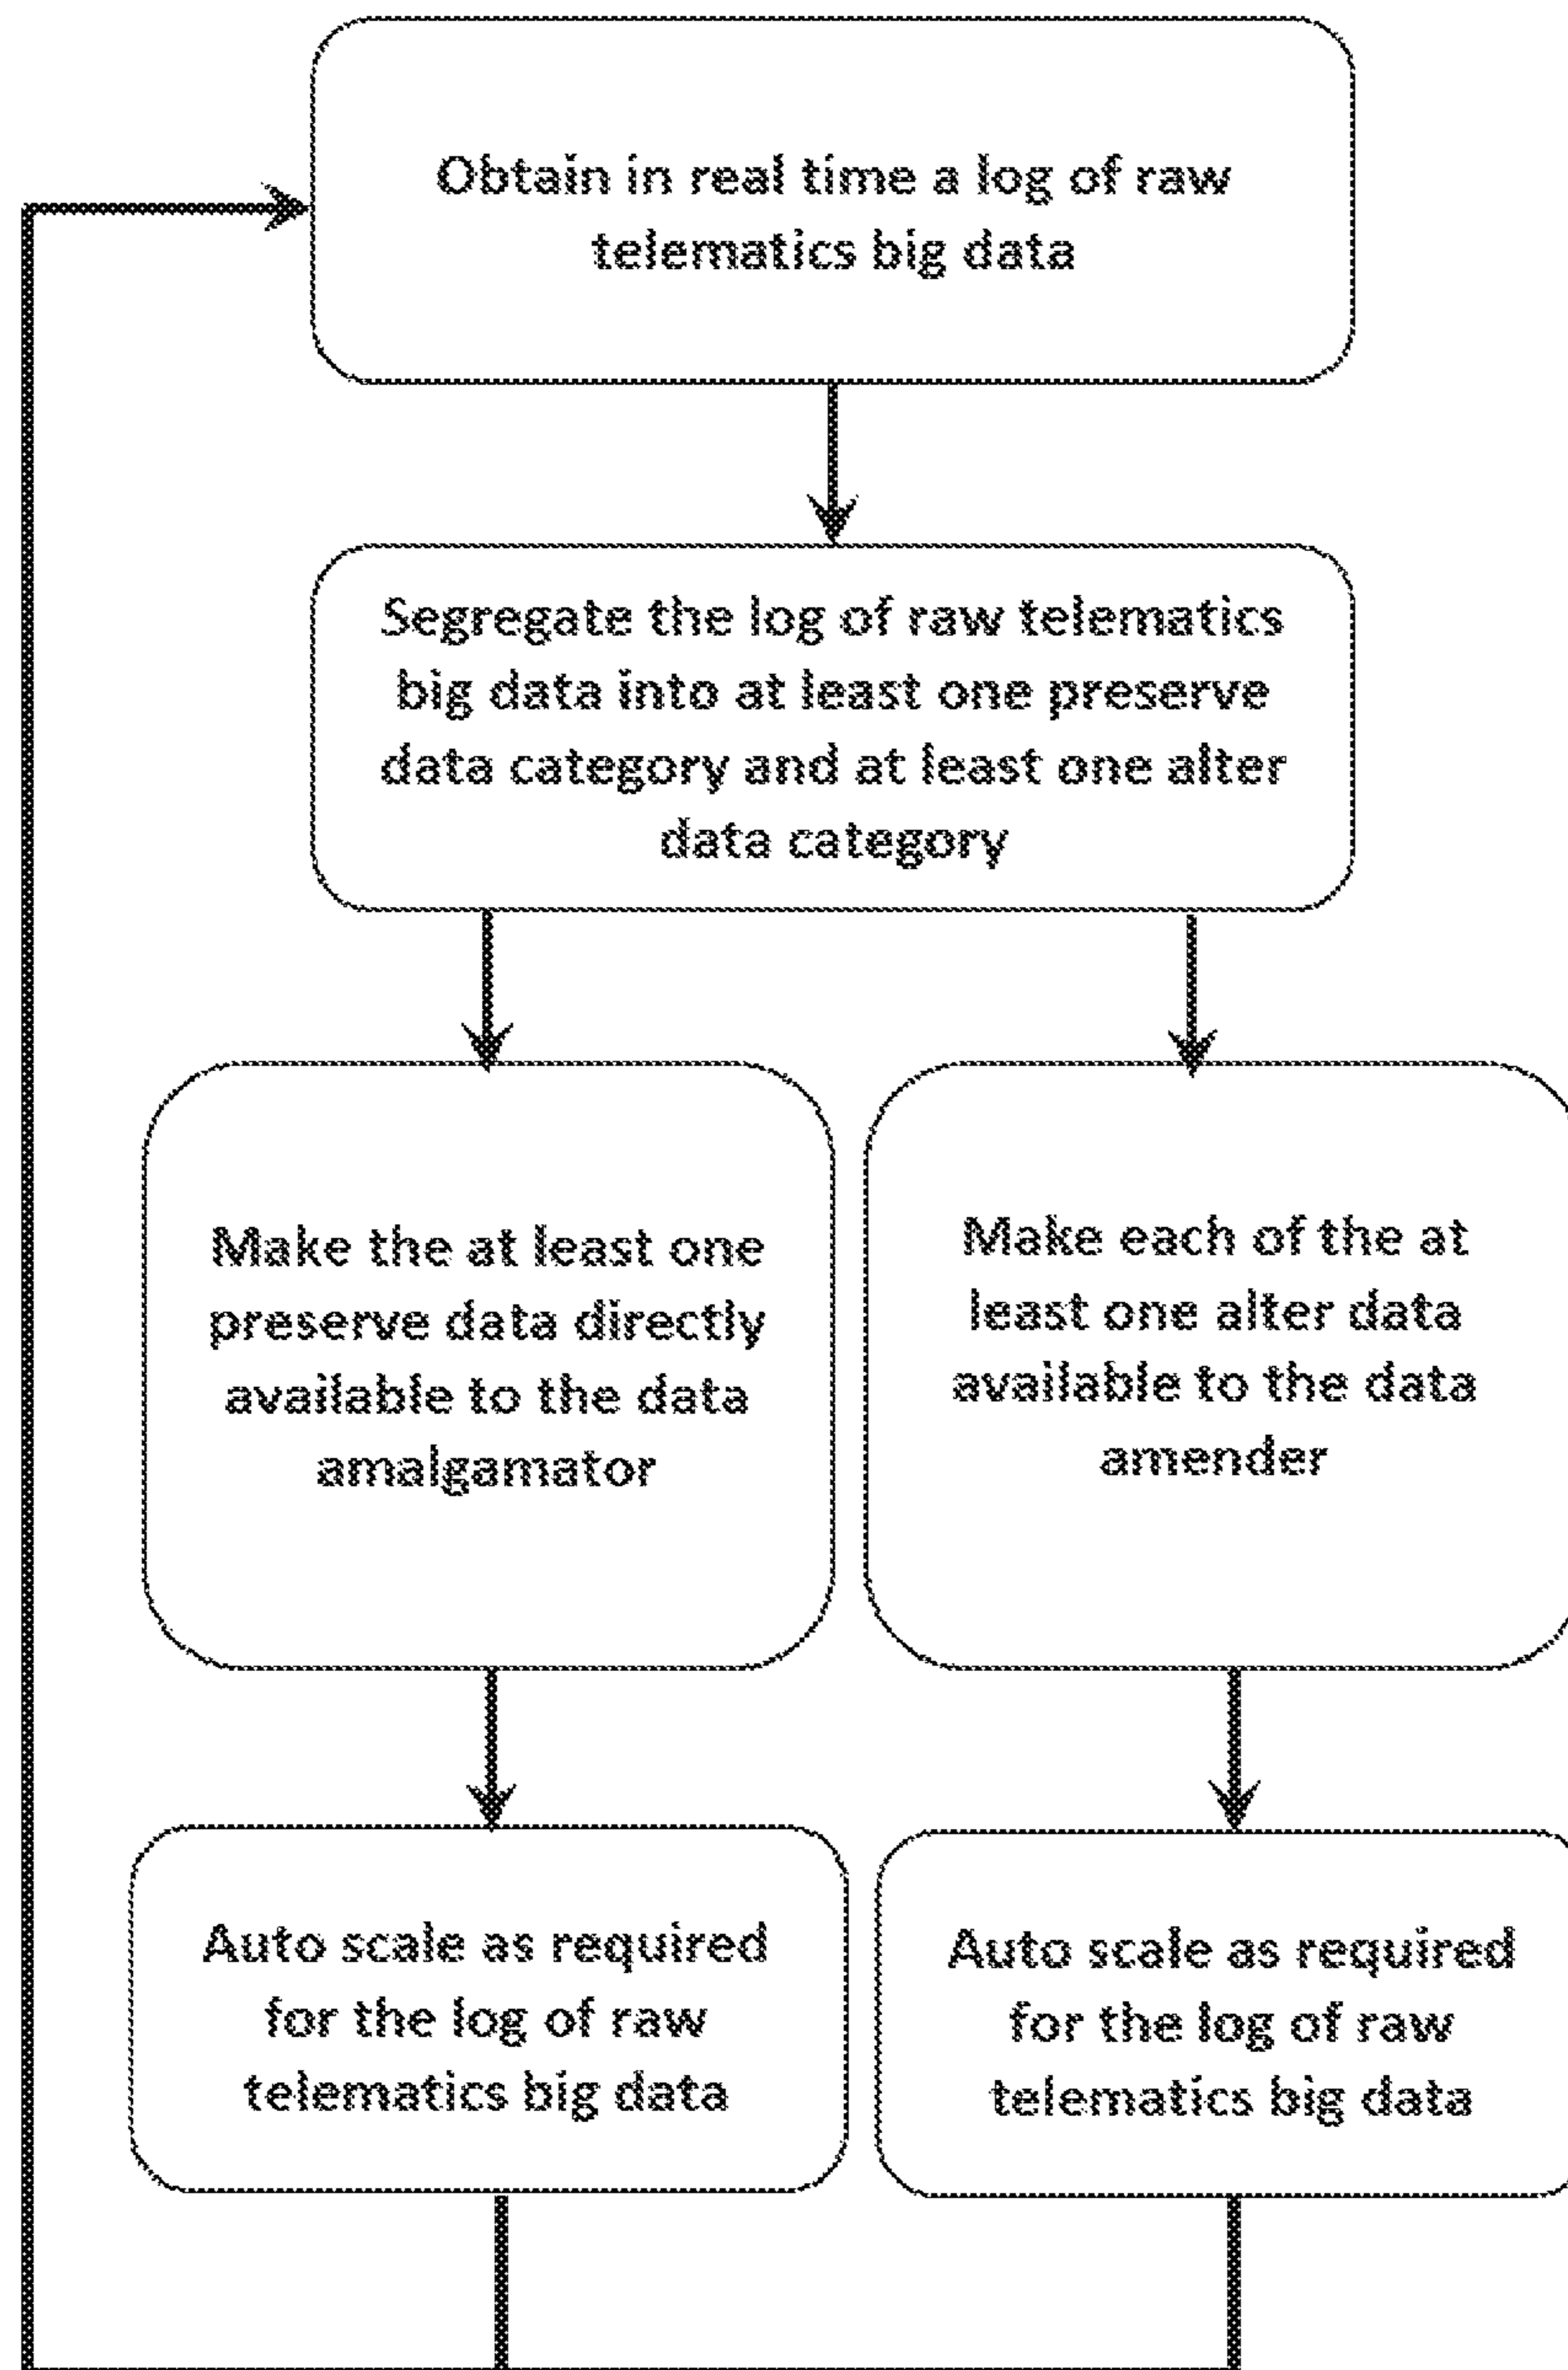 Obtain in real time a log of raw
telematics big data
Segregate the log of raw telematics
big data into at least one preserve
data category and at least one alter
data category
Make the at least one
preserve data directly
available to the data
amalgamator
Make each of the at
least one alter data
available to the data
amender
Auto scale as required
for the log of raw
telematics big data
Auto scale as required
for the log of raw
telematics big data